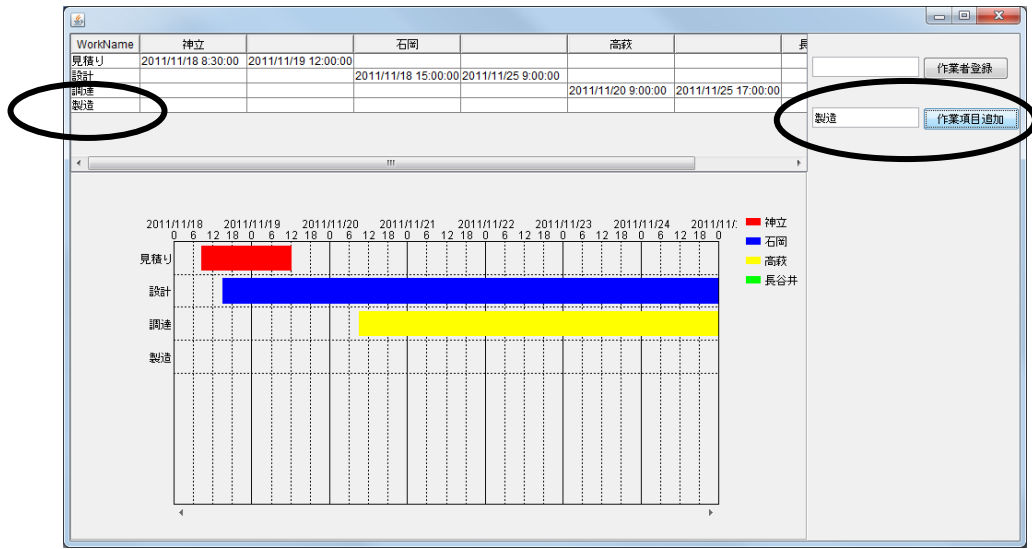 WorkName 神立 石岡 高萩
見積り 2011/11/18 8:30:00 2011/11/19 12:00:00
設計 2011/11/18 15:00:00 2011/11/25 9:00:00
調達 2011/11/20 9:00:00 2011/11/25 17:00:00
製造
作業者登録
製造 作業項目追加
2011/11/18 2011/11/19 2011/11/20 2011/11/21 2011/11/22 2011/11/23 2011/11/24 2011/11/
0 6 12 18 0 6 12 18 0 6 12 18 0 6 12 18 0 6 12 18 0 6 12 18 0 6 12 18 0
見積り
設計
調達
製造
神立
石岡
高萩
長谷井